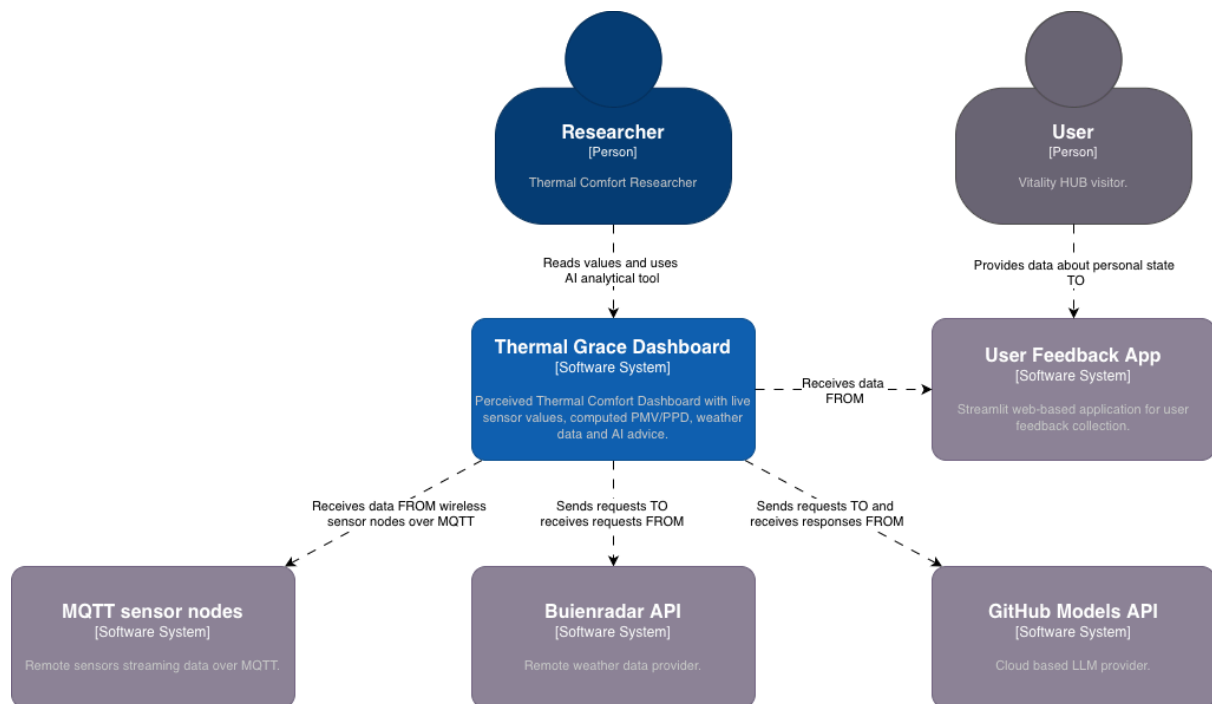 Researcher
[Person]
Thermal Comfort Researcher
User
[Person]
Vitality HUB visitor.
Reads values and uses
AI analytical tool
Provides data about personal state
TO
Thermal Grace Dashboard
[Software System]
Perceived Thermal Comfort Dashboard with live
sensor values, computed PMV/PPD, weather
data and AI advice.
Receives data
FROM
User Feedback App
[Software System]
Streamlit web-based application for user
feedback collection.
Receives data FROM wireless
sensor nodes over MQTT
Sends requests TO
receives requests FROM
Sends requests TO and
receives responses FROM
MQTT sensor nodes
[Software System]
Remote sensors streaming data over MQTT.
Buienradar API
[Software System]
Remote weather data provider.
GitHub Models API
[Software System]
Cloud based LLM provider.